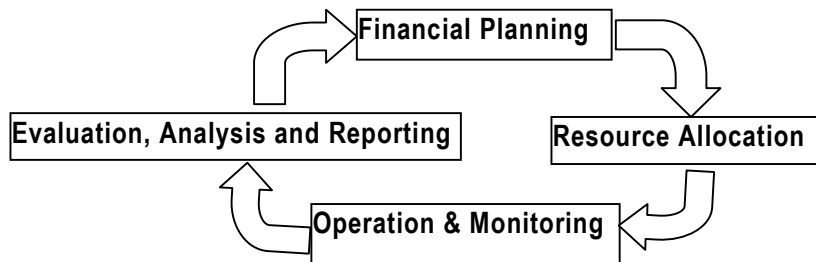 Financial Planning
Evaluation, Analysis and Reporting
Resource Allocation
Operation & Monitoring